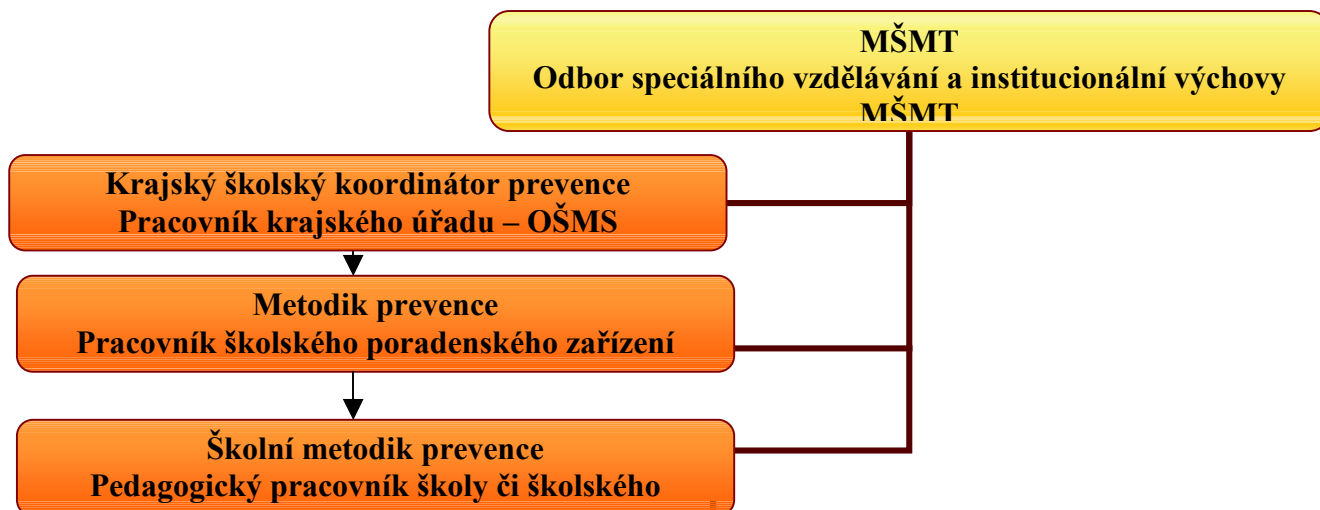 MŠMT
Odbor speciálního vzdělávání a institucionální výchovy
MŠMT
Krajský školský koordinátor prevence
Pracovník krajského úřadu – OŠMS
Metodik prevence
Pracovník školského poradenského zařízení
Školní metodik prevence
Pedagogický pracovník školy či školského